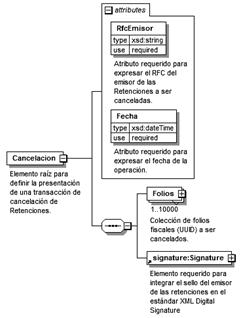 attributes
RfcEmisor
type xsd:string
use required
Atributo requerido para
expresar el RFC del
emisor de
las Retenciones a
ser canceladas.
Fecha
type xsd:dateTime
use required
Atributo requerido para
expresar el fecha de la
operación.
Cancelacion
Elemento raíz para
definir la presentación
de una transacción de
cancelación de
Retenciones.
Folios
1..10000
Colección de folios
fiscales (UUID) a ser
cancelados.
signature:Signature
Elemento requerido para
integrar el sello del emisor
de las retenciones en el
estándar XML Digital
Signature